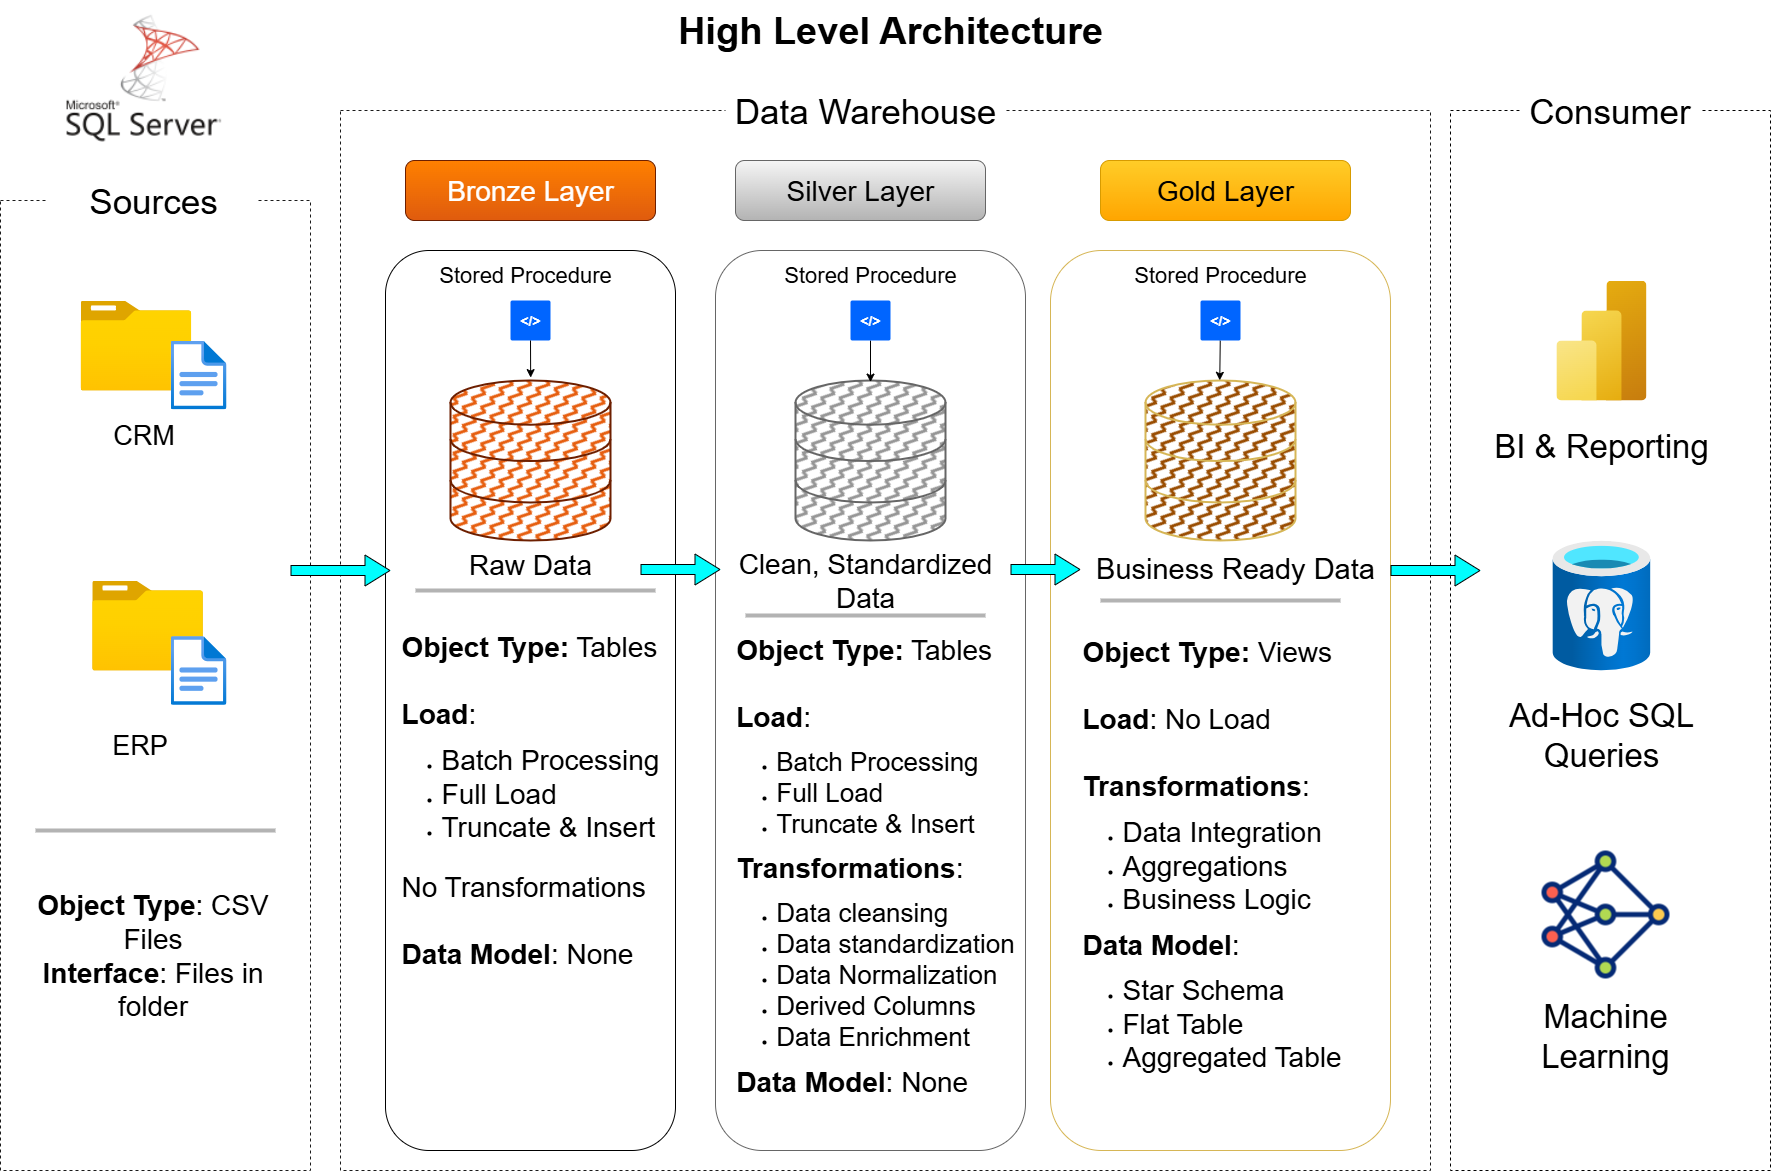 High Level Architecture
Microsoft®
SQL Server
Sources
CRM
ERP
Object Type: CSV
Files
Interface: Files in
folder
Data Warehouse
Bronze Layer
Stored Procedure
</>
Raw Data
Object Type: Tables
Load:
• Batch Processing
• Full Load
• Truncate & Insert
No Transformations
Data Model: None
Silver Layer
Stored Procedure
</>
Clean, Standardized
Data
Object Type: Tables
Load:
• Batch Processing
• Full Load
• Truncate & Insert
Transformations:
• Data cleansing
• Data standardization
• Data Normalization
• Derived Columns
• Data Enrichment
Data Model: None
Gold Layer
Stored Procedure
</>
Business Ready Data
Object Type: Views
Load: No Load
Transformations:
• Data Integration
• Aggregations
• Business Logic
Data Model:
• Star Schema
• Flat Table
• Aggregated Table
Consumer
BI & Reporting
Ad-Hoc SQL
Queries
Machine
Learning